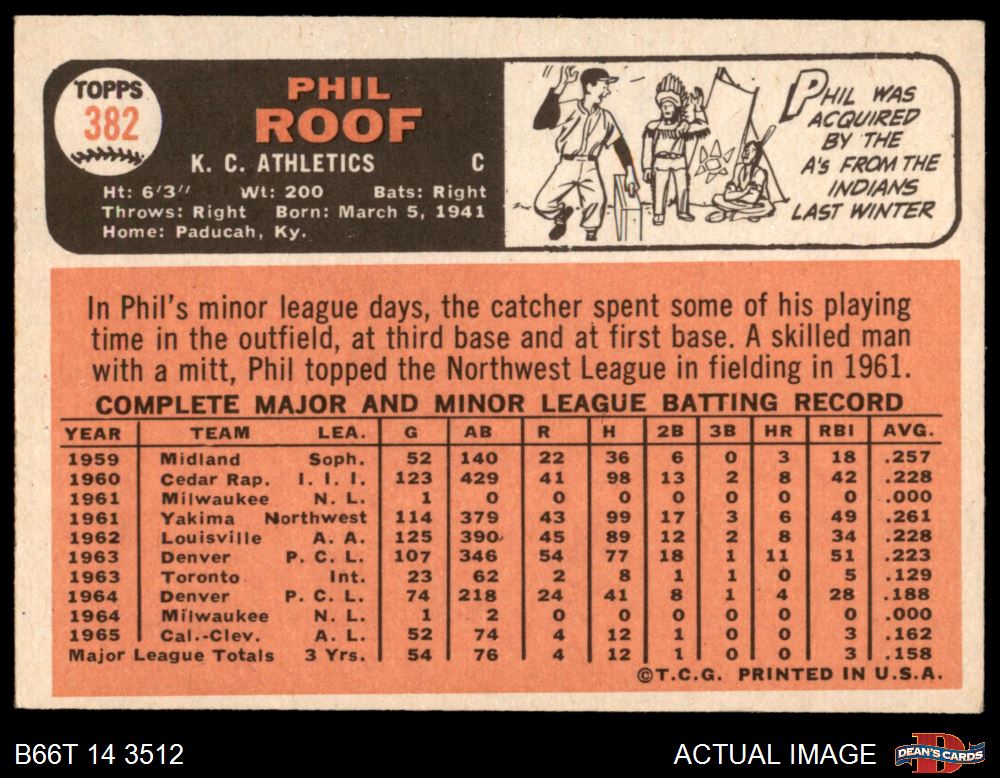 TOPPS
382
PHIL
ROOF
K. C. ATHLETICS C
Ht: 6'3" Wt: 200 Bats: Right
Throws: Right Born: March 5, 1941
Home: Paducah, Ky.
PHIL WAS
ACQUIRED
BY THE
A's FROM THE
INDIANS
LAST WINTER
In Phil's minor league days, the catcher spent some of his playing
time in the outfield, at third base and at first base. A skilled man
with a mitt, Phil topped the Northwest League in fielding in 1961.
COMPLETE MAJOR AND MINOR LEAGUE BATTING RECORD
YEAR TEAM LEA. G AB R H 2B 3B HR RBI AVG.
1959 Midland Soph. 52 140 22 36 6 0 3 18 .257
1960 Cedar Rap. I. I. I. 123 429 41 98 13 2 8 42 .228
1961 Milwaukee N. L. 1 0 0 0 0 0 0 0 .000
1961 Yakima Northwest 114 379 43 99 17 3 6 49 .261
1962 Louisville A. A. 125 390 45 89 12 2 8 34 .228
1963 Denver P. C. L. 107 346 54 77 18 1 11 51 .223
1963 Toronto Int. 23 62 2 8 1 1 0 5 .129
1964 Denver P. C. L. 74 218 24 41 8 1 4 28 .188
1964 Milwaukee N. L. 1 2 0 0 0 0 0 0 .000
1965 Cal.-Clev. A. L. 52 74 4 12 1 0 0 3 .162
Major League Totals 3 Yrs. 54 76 4 12 1 0 0 3 .158
©T.C.G. PRINTED IN U.S.A.
B66T 14 3512 ACTUAL IMAGE
DEAN'S CARDS